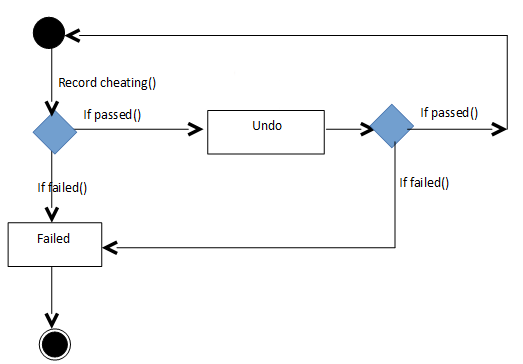 Record cheating()
If passed()
If passed()
Undo
If failed()
If failed()
Failed